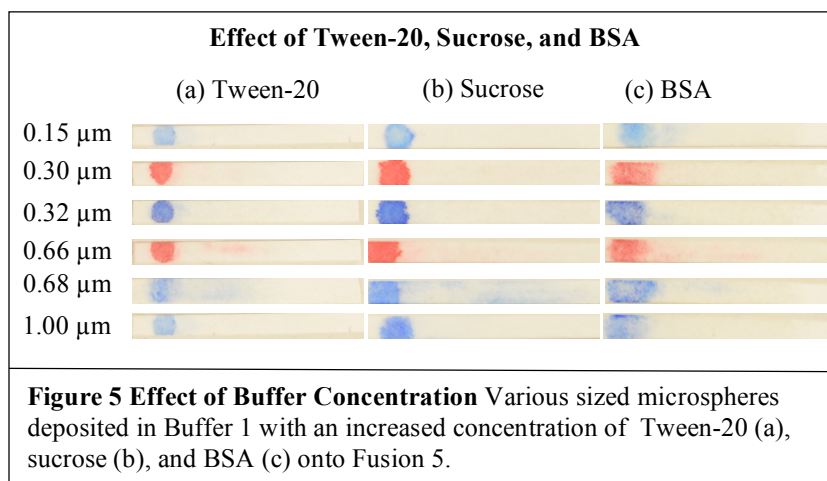 Effect of Tween-20, Sucrose, and BSA
(a) Tween-20 (b) Sucrose (c) BSA
0.15 µm
0.30 µm
0.32 µm
0.66 µm
0.68 µm
1.00 µm
Figure 5 Effect of Buffer Concentration Various sized microspheres
deposited in Buffer 1 with an increased concentration of Tween-20 (a),
sucrose (b), and BSA (c) onto Fusion 5.